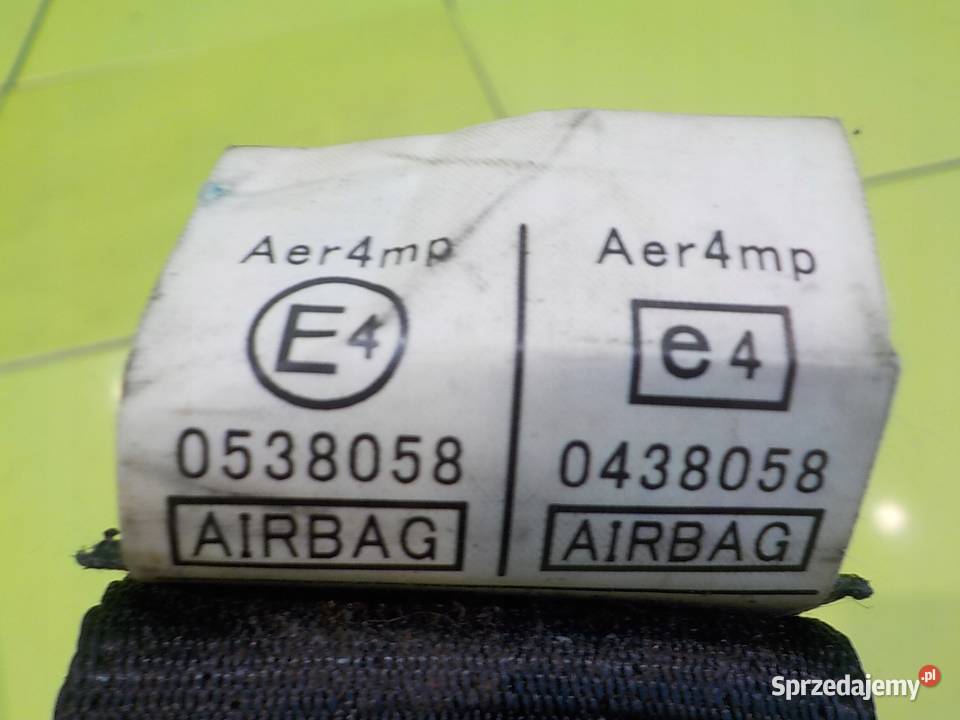 Aer4mp
E4
0538058
AIRBAG
Aer4mp
e4
0438058
AIRBAG
Sprzedajemy.pl